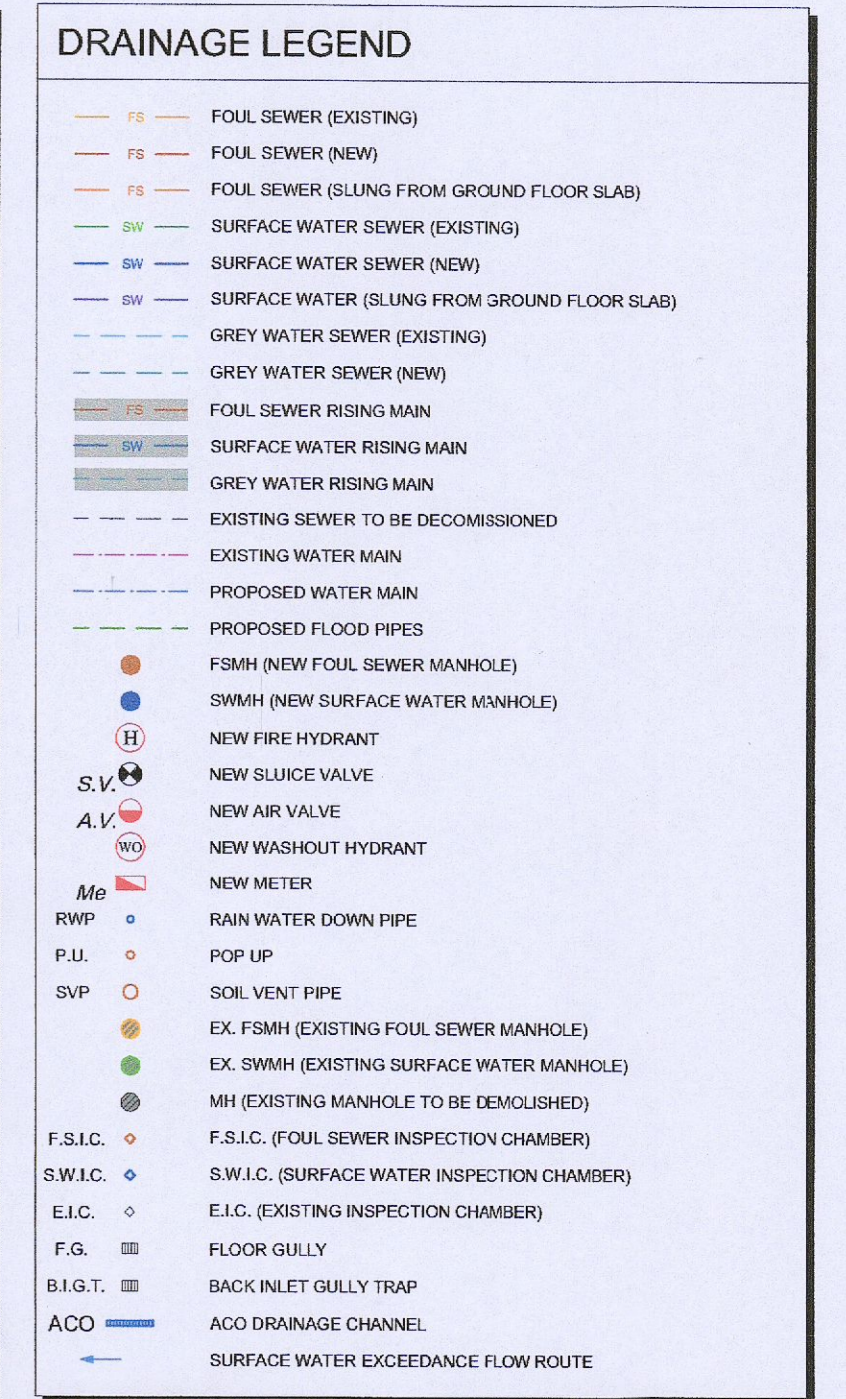 DRAINAGE LEGEND
FS FOUL SEWER (EXISTING)
FS FOUL SEWER (NEW)
FS FOUL SEWER (SLUNG FROM GROUND FLOOR SLAB)
SW SURFACE WATER SEWER (EXISTING)
SW SURFACE WATER SEWER (NEW)
SW SURFACE WATER (SLUNG FROM GROUND FLOOR SLAB)
GREY WATER SEWER (EXISTING)
GREY WATER SEWER (NEW)
FS FOUL SEWER RISING MAIN
SW SURFACE WATER RISING MAIN
GREY WATER RISING MAIN
EXISTING SEWER TO BE DECOMISSIONED
EXISTING WATER MAIN
PROPOSED WATER MAIN
PROPOSED FLOOD PIPES
FSMH (NEW FOUL SEWER MANHOLE)
SWMH (NEW SURFACE WATER MANHOLE)
H NEW FIRE HYDRANT
S.V. NEW SLUICE VALVE
A.V. NEW AIR VALVE
WO NEW WASHOUT HYDRANT
Me NEW METER
RWP RAIN WATER DOWN PIPE
P.U. POP UP
SVP SOIL VENT PIPE
EX. FSMH (EXISTING FOUL SEWER MANHOLE)
EX. SWMH (EXISTING SURFACE WATER MANHOLE)
MH (EXISTING MANHOLE TO BE DEMOLISHED)
F.S.I.C. F.S.I.C. (FOUL SEWER INSPECTION CHAMBER)
S.W.I.C. S.W.I.C. (SURFACE WATER INSPECTION CHAMBER)
E.I.C. E.I.C. (EXISTING INSPECTION CHAMBER)
F.G. FLOOR GULLY
B.I.G.T. BACK INLET GULLY TRAP
ACO ACO DRAINAGE CHANNEL
SURFACE WATER EXCEEDANCE FLOW ROUTE